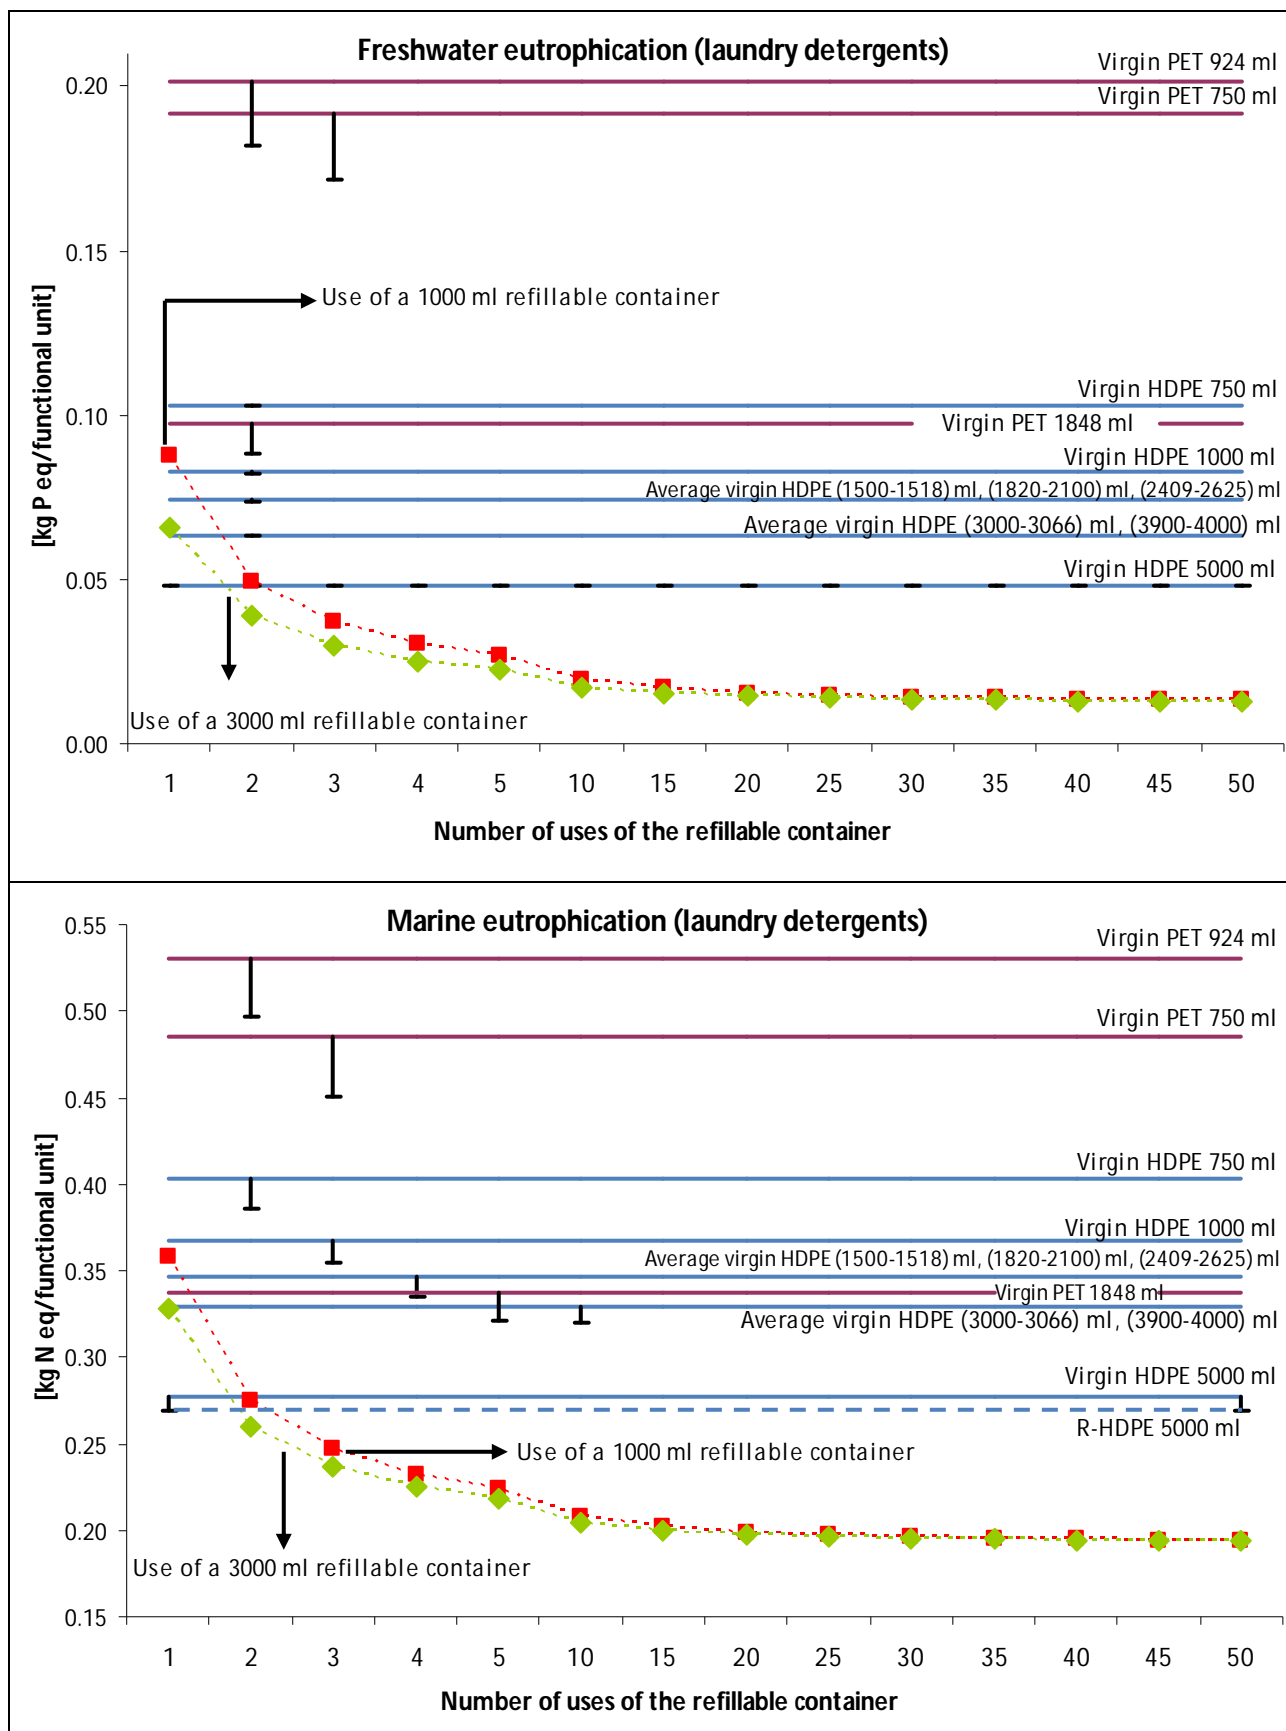 Freshwater eutrophication (laundry detergents)
Virgin PET 924 ml
0.20
Virgin PET 750 ml
0.15
Use of a 1000 ml refillable container
Virgin HDPE 750 ml
0.10
Virgin PET 1848 ml
Virgin HDPE 1000 ml
Average virgin HDPE (1500-1518) ml, (1820-2100) ml, (2409-2625) ml
Average virgin HDPE (3000-3066) ml, (3900-4000) ml
0.05
Virgin HDPE 5000 ml
Use of a 3000 ml refillable container
0.00
[kg P eq/functional unit]
1 2 3 4 5 10 15 20 25 30 35 40 45 50
Number of uses of the refillable container
Marine eutrophication (laundry detergents)
0.55
Virgin PET 924 ml
0.50
Virgin PET 750 ml
0.45
0.40
Virgin HDPE 750 ml
Virgin HDPE 1000 ml
0.35
Average virgin HDPE (1500-1518) ml, (1820-2100) ml, (2409-2625) ml
Virgin PET 1848 ml
Average virgin HDPE (3000-3066) ml, (3900-4000) ml
0.30
Virgin HDPE 5000 ml
R-HDPE 5000 ml
0.25
Use of a 1000 ml refillable container
0.20
Use of a 3000 ml refillable container
0.15
[kg N eq/functional unit]
1 2 3 4 5 10 15 20 25 30 35 40 45 50
Number of uses of the refillable container